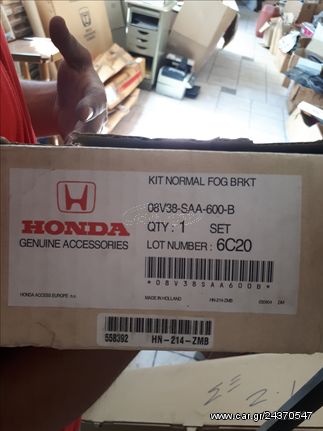 KIT NORMAL FOG BRKT
08V38-SAA-600-B
HONDA
QTY : 1 SET
GENUINE ACCESSORIES
LOT NUMBER : 6C20
*08V38SAA600B*
HONDA ACCESS EUROPE n.v.
MADE IN HOLLAND
HN-214-ZMB
558392
HN-214-ZMB
www.car.gr/24370547